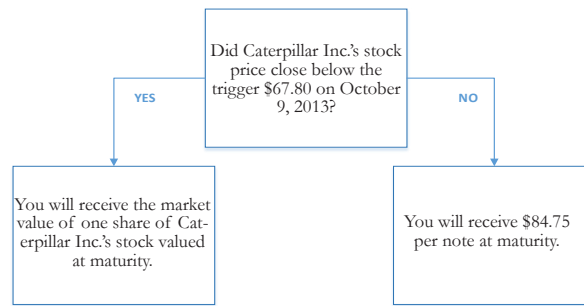 Did Caterpillar Inc.'s stock
price close below the
trigger $67.80 on October
9, 2013?
YES
NO
You will receive the market
value of one share of Cat-
erpillar Inc.'s stock valued
at maturity.
You will receive $84.75
per note at maturity.